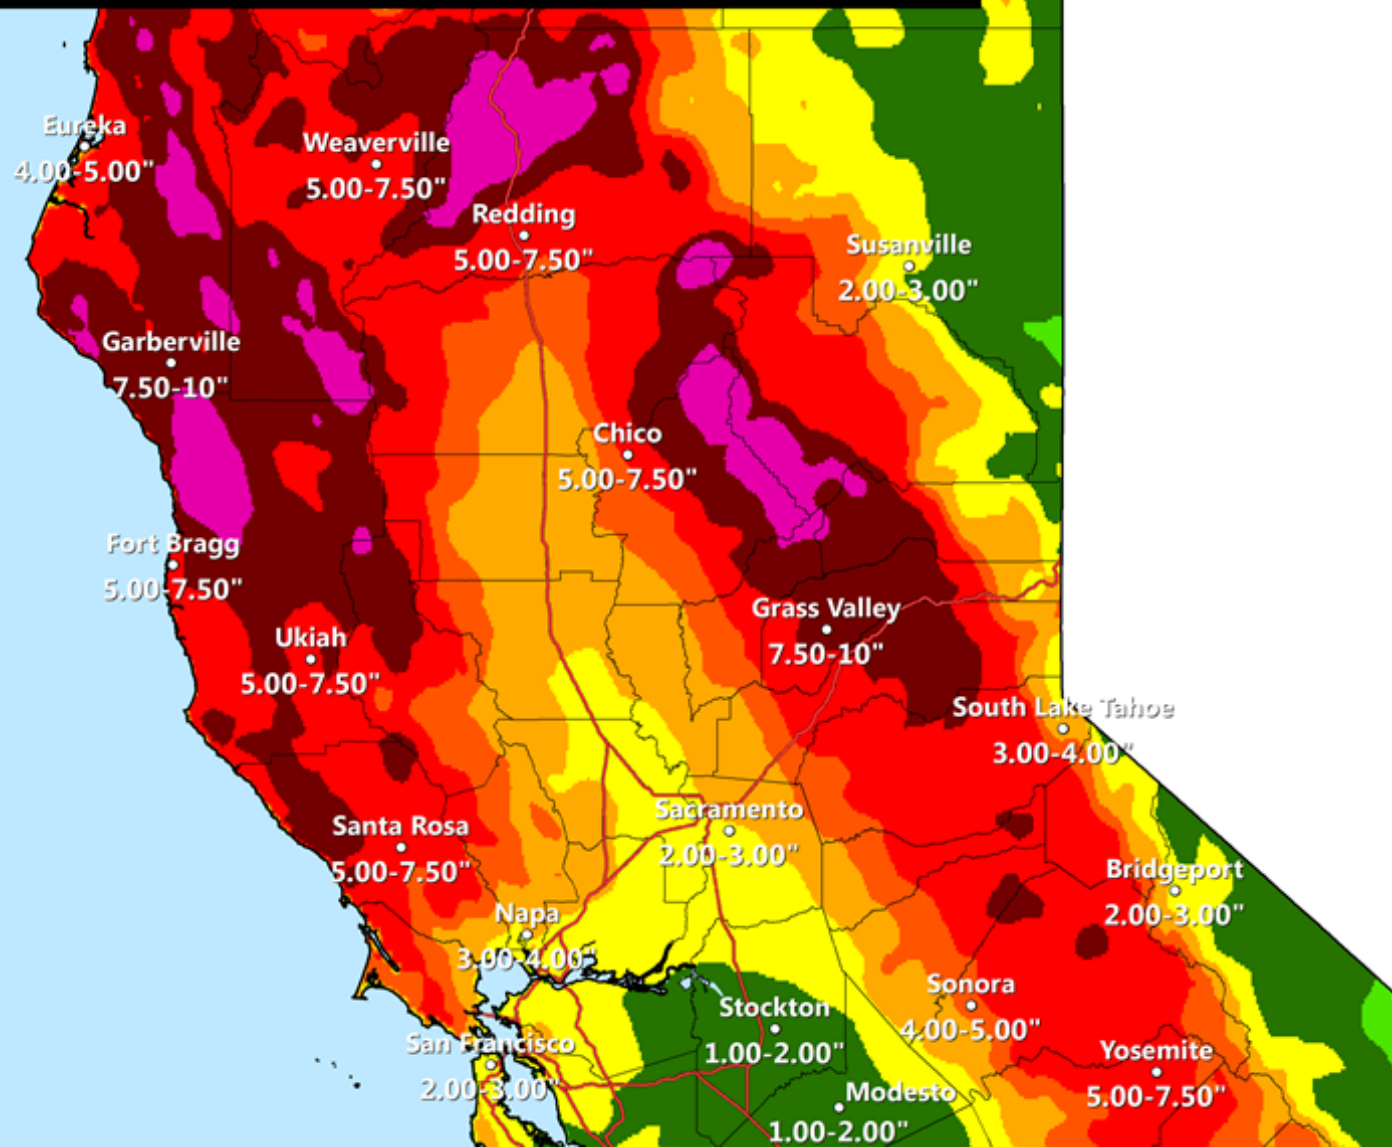 Eureka
4.00-5.00"
Weaverville
5.00-7.50"
Redding
5.00-7.50"
Susanville
2.00-3.00"
Garberville
7.50-10"
Chico
5.00-7.50"
Fort Bragg
5.00-7.50"
Grass Valley
7.50-10"
Ukiah
5.00-7.50"
South Lake Tahoe
3.00-4.00"
Sacramento
2.00-3.00"
Santa Rosa
5.00-7.50"
Bridgeport
2.00-3.00"
Napa
3.00-4.00"
Sonora
4.00-5.00"
Stockton
1.00-2.00"
San Francisco
2.00-3.00"
Yosemite
5.00-7.50"
Modesto
1.00-2.00"